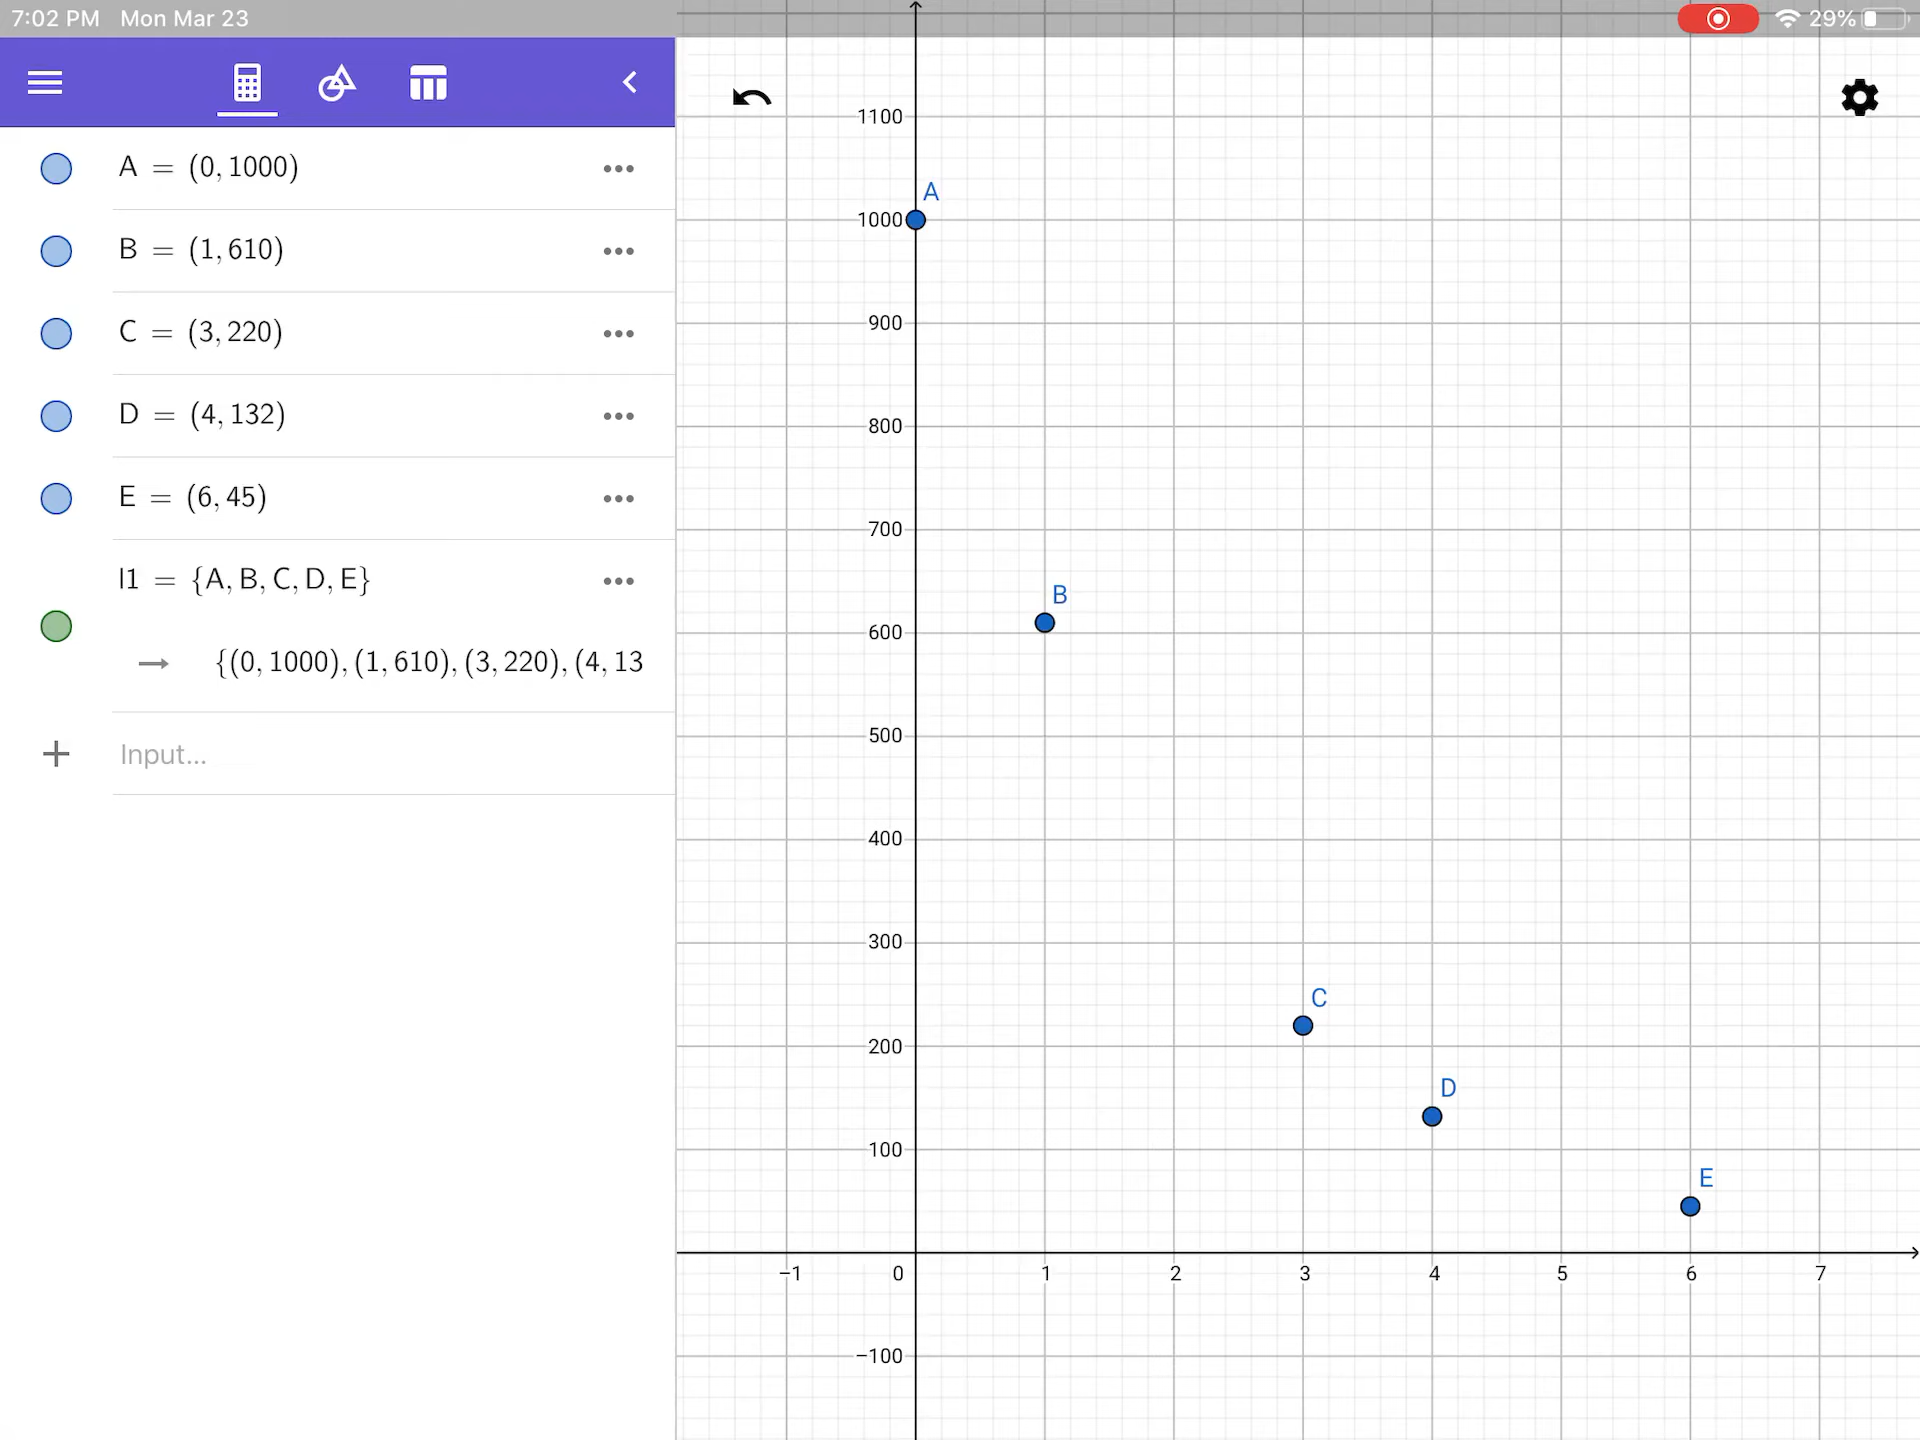 7:02 PM Mon Mar 23
29%
A = (0, 1000)
B = (1, 610)
C = (3, 220)
D = (4, 132)
E = (6, 45)
l1 = {A, B, C, D, E}
→ {(0, 1000), (1, 610), (3, 220), (4, 13
+ Input...
1100
A
1000
900
800
700
B
600
500
400
300
C
200
D
100
E
−1 0 1 2 3 4 5 6 7
−100